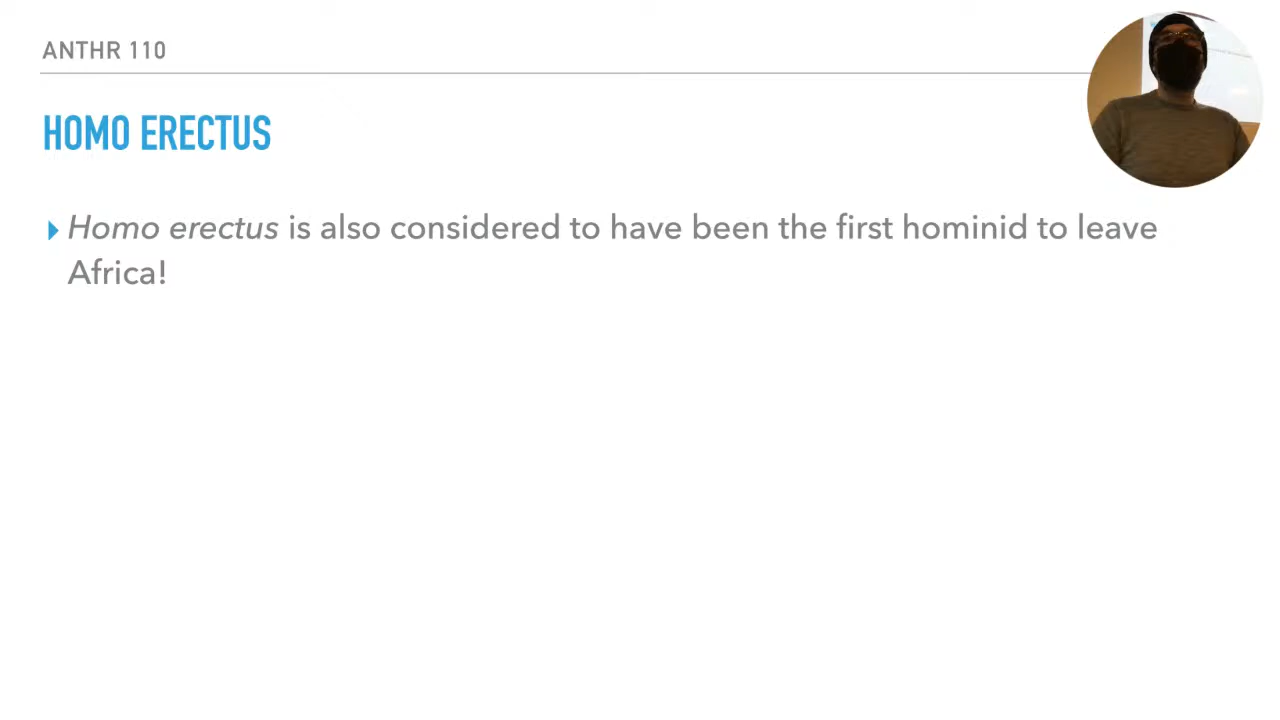 ANTHR 110
HOMO ERECTUS
Homo erectus is also considered to have been the first hominid to leave
Africa!